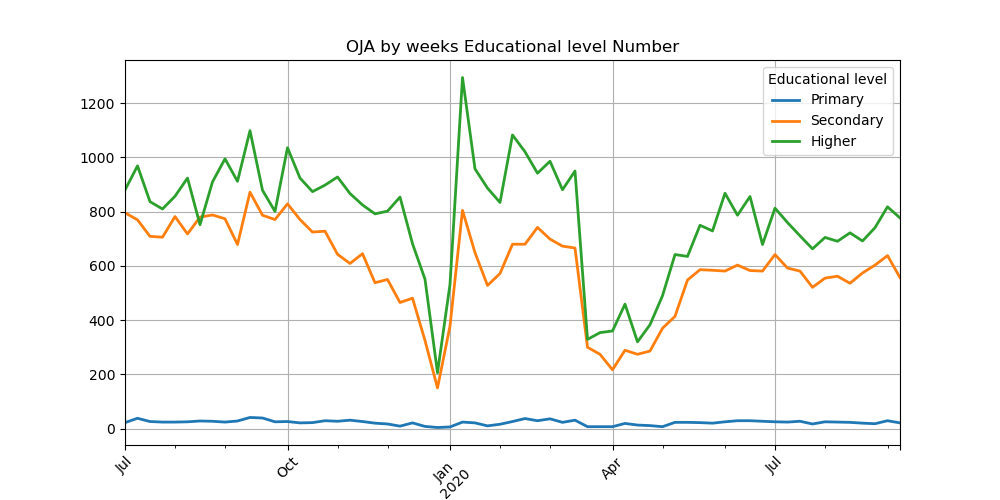 OJA by weeks Educational level Number
Educational level
Primary
Secondary
Higher
1200
1000
800
600
400
200
0
Jul
Oct
Jan
2020
Apr
Jul